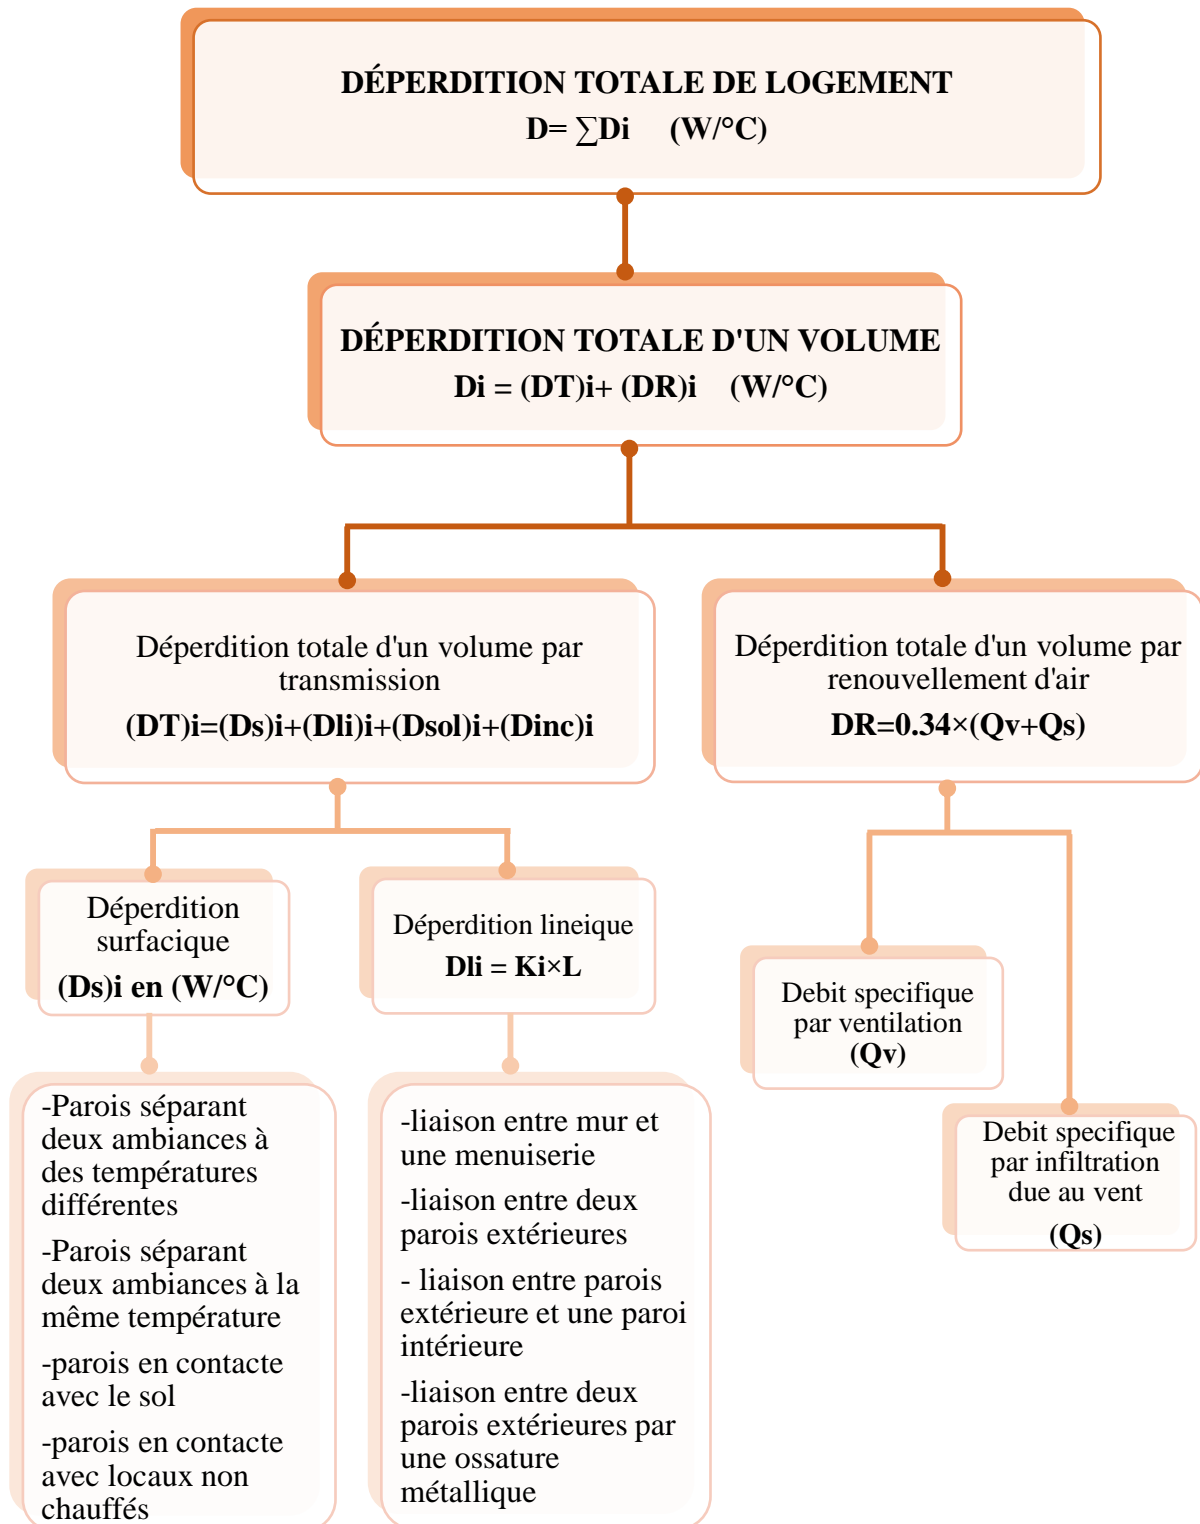 DÉPERDITION TOTALE DE LOGEMENT
D= ∑Di (W/°C)
DÉPERDITION TOTALE D'UN VOLUME
Di = (DT)i+ (DR)i (W/°C)
Déperdition totale d'un volume par
transmission
(DT)i=(Ds)i+(Dli)i+(Dsol)i+(Dinc)i
Déperdition totale d'un volume par
renouvellement d'air
DR=0.34×(Qv+Qs)
Déperdition
surfacique
(Ds)i en (W/°C)
Déperdition lineique
Dli = Ki×L
Debit specifique
par ventilation
(Qv)
Debit specifique
par infiltration
due au vent
(Qs)
-Parois séparant
deux ambiances à
des températures
différentes
-Parois séparant
deux ambiances à la
même température
-parois en contacte
avec le sol
-parois en contacte
avec locaux non
chauffés
-liaison entre mur et
une menuiserie
-liaison entre deux
parois extérieures
- liaison entre parois
extérieure et une paroi
intérieure
-liaison entre deux
parois extérieures par
une ossature
métallique